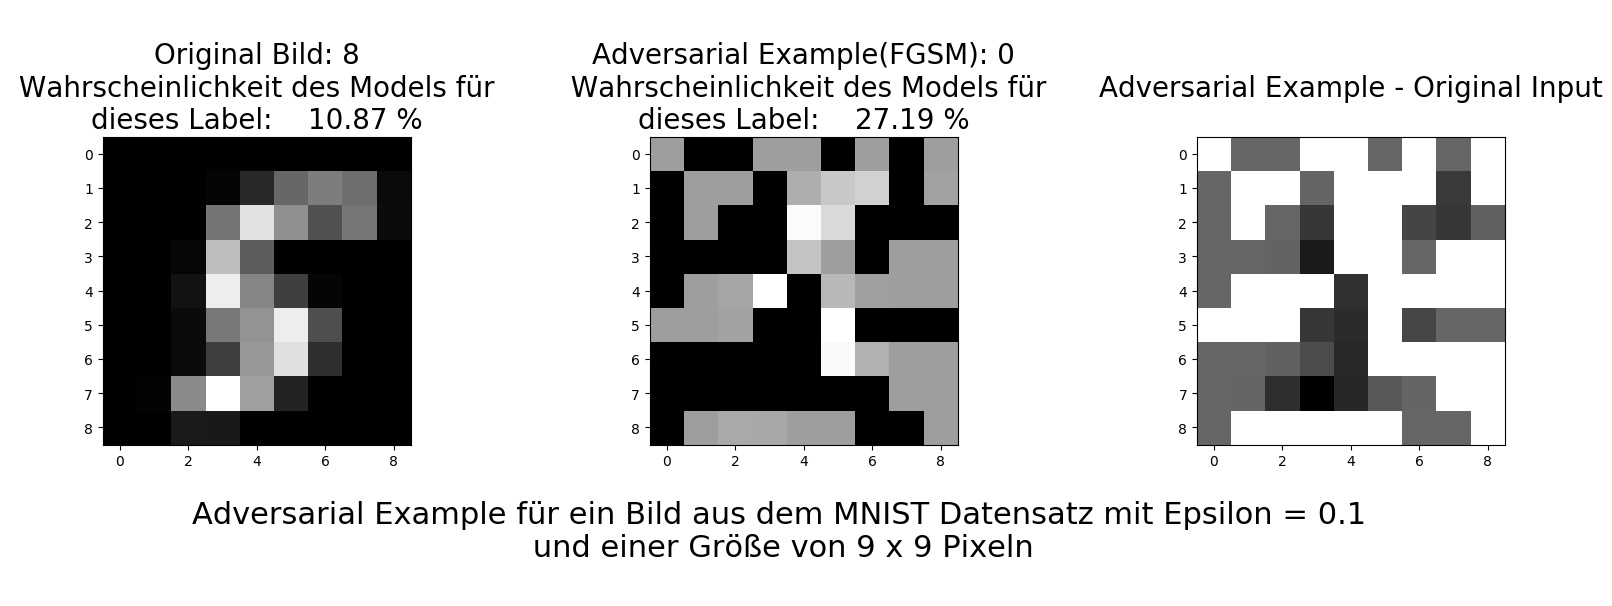 Original Bild: 8
Wahrscheinlichkeit des Models für
dieses Label: 10.87 %
0
1
2
3
4
5
6
7
8
0 2 4 6 8
Adversarial Example(FGSM): 0
Wahrscheinlichkeit des Models für
dieses Label: 27.19 %
0
1
2
3
4
5
6
7
8
0 2 4 6 8
Adversarial Example - Original Input
0
1
2
3
4
5
6
7
8
0 2 4 6 8
Adversarial Example für ein Bild aus dem MNIST Datensatz mit Epsilon = 0.1
und einer Größe von 9 x 9 Pixeln